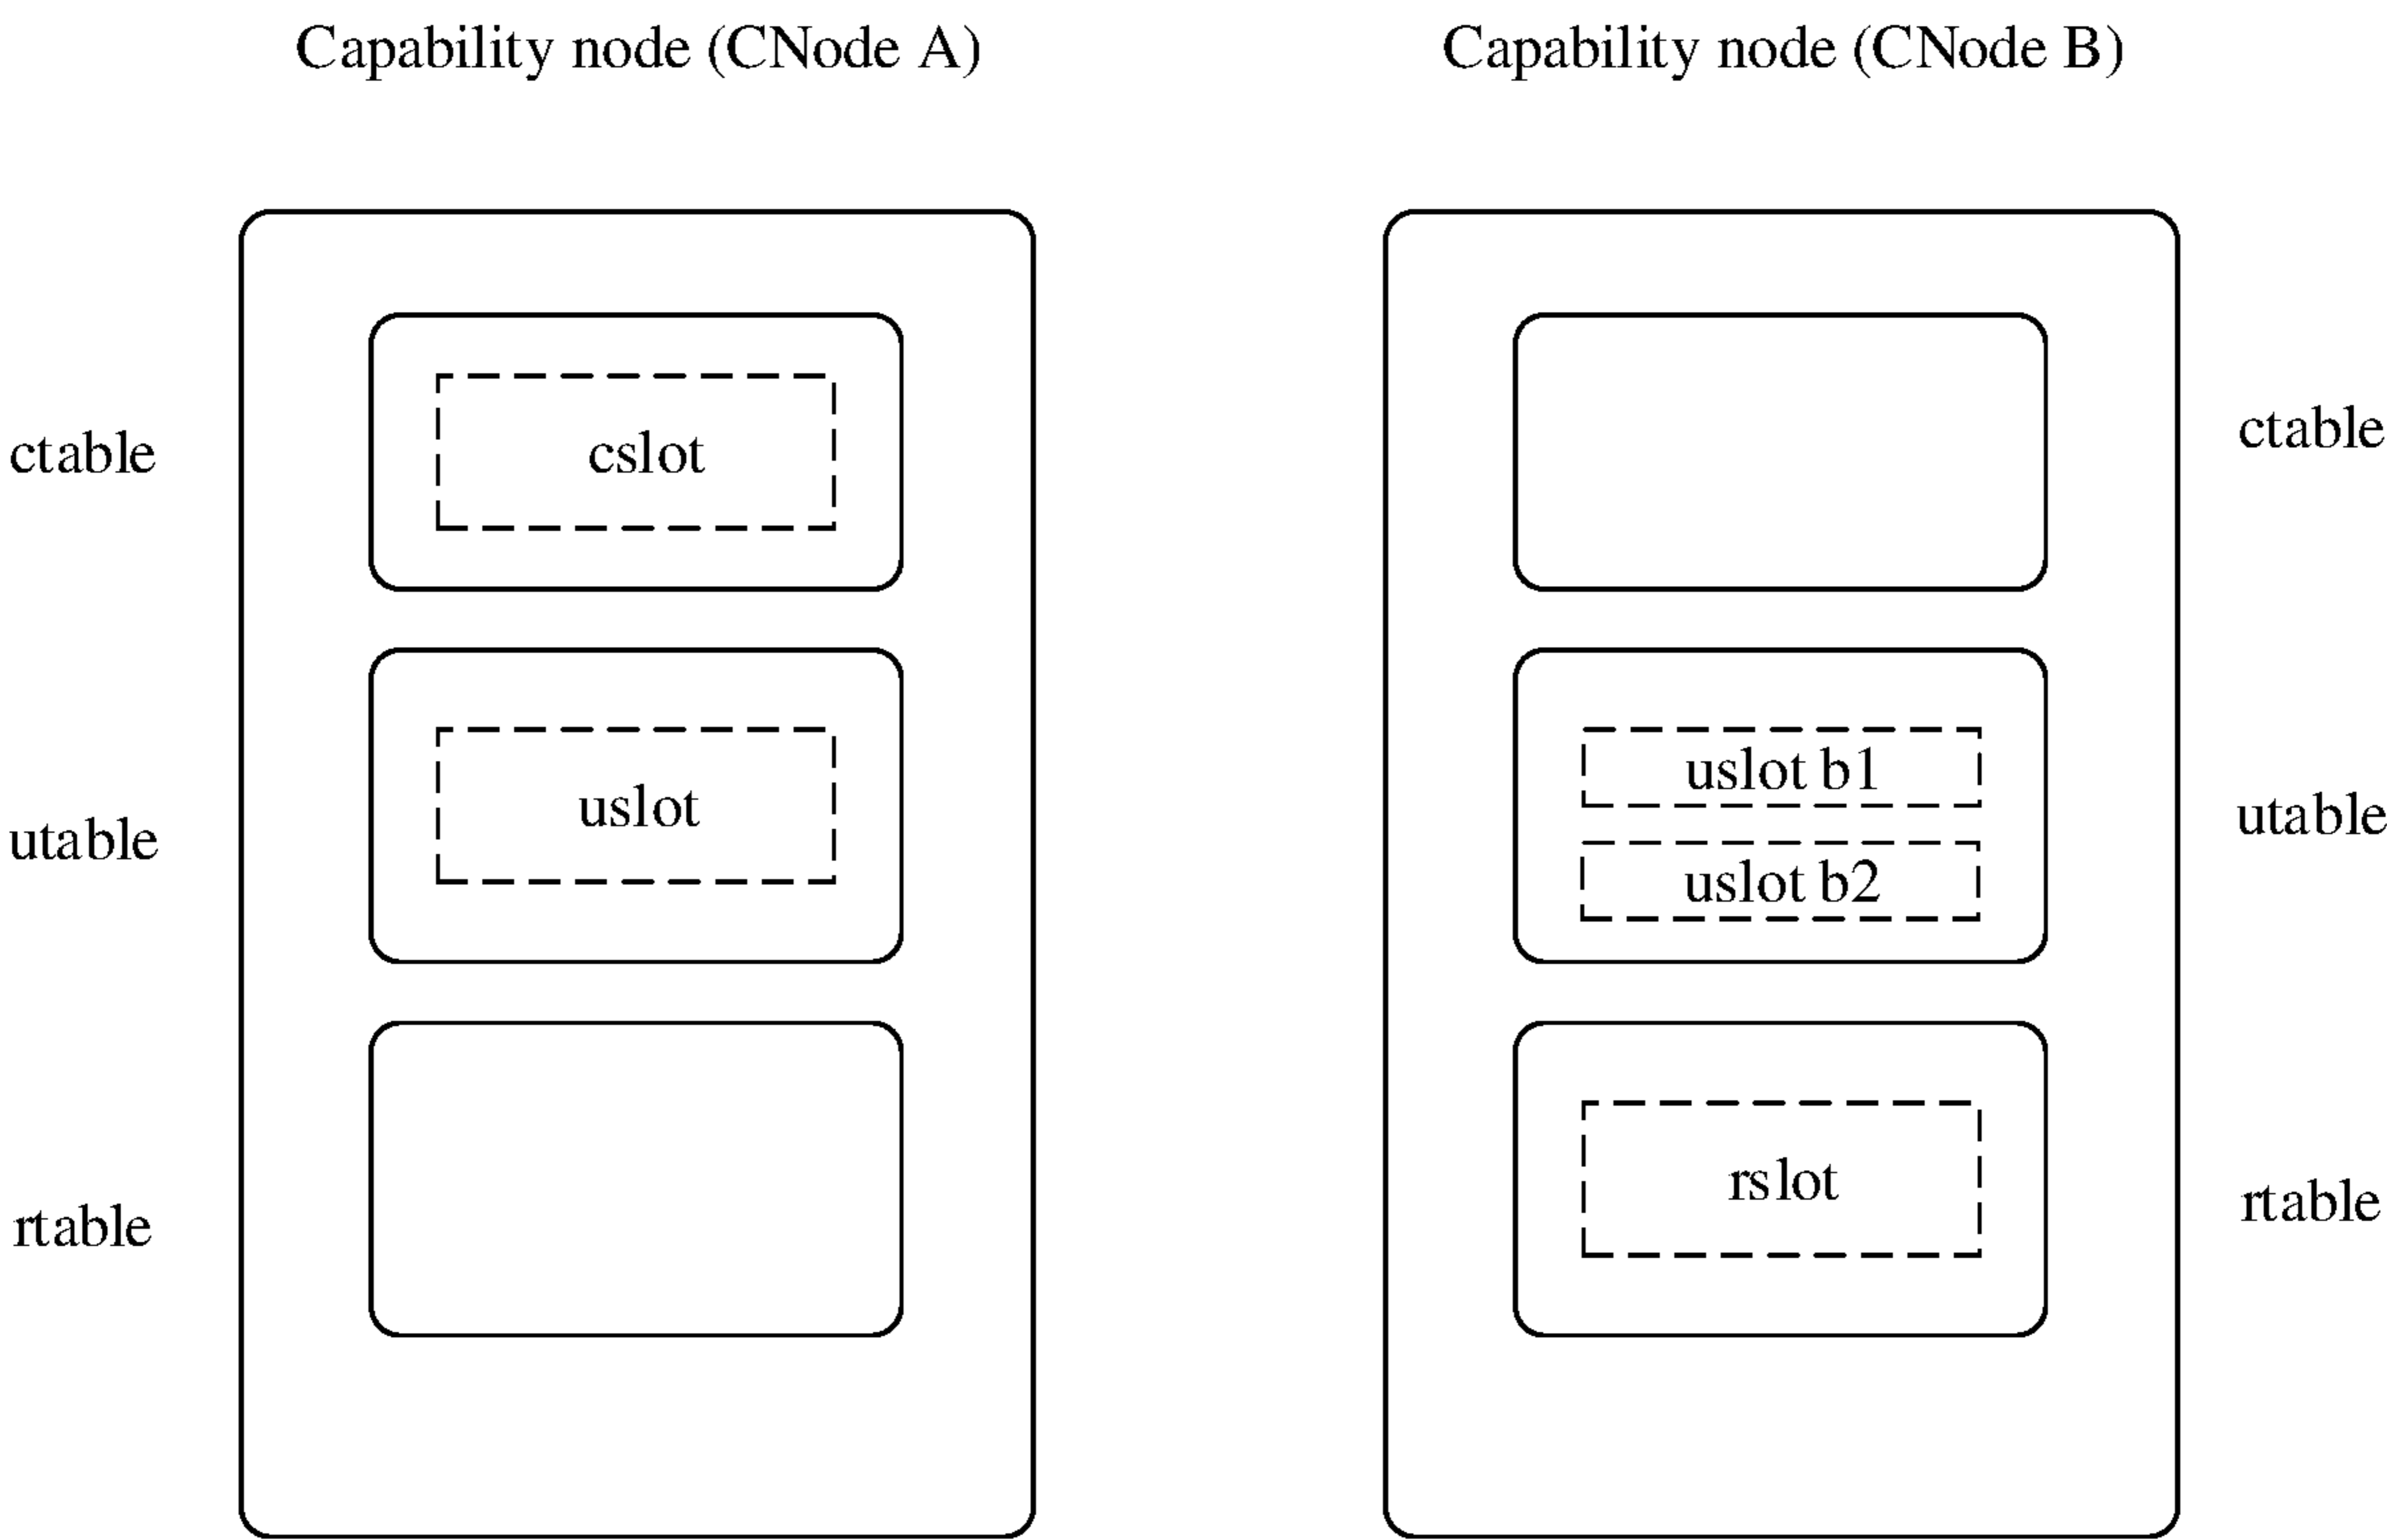 Capability node (CNode A)
Capability node (CNode B)
ctable
cslot
ctable
utable
uslot
uslot b1
uslot b2
utable
rtable
rslot
rtable